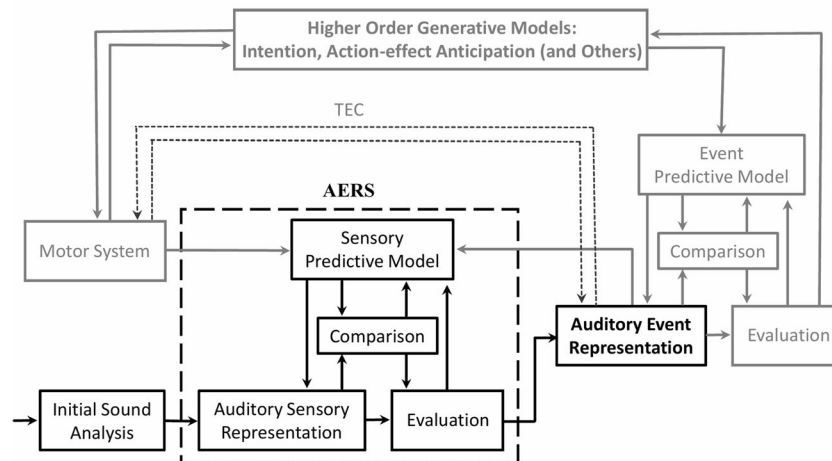 Higher Order Generative Models:
Intention, Action-effect Anticipation (and Others)
TEC
Event
Predictive Model
AERS
Motor System
Sensory
Predictive Model
Comparison
Comparison
Auditory Event
Representation
Evaluation
Initial Sound
Analysis
Auditory Sensory
Representation
Evaluation